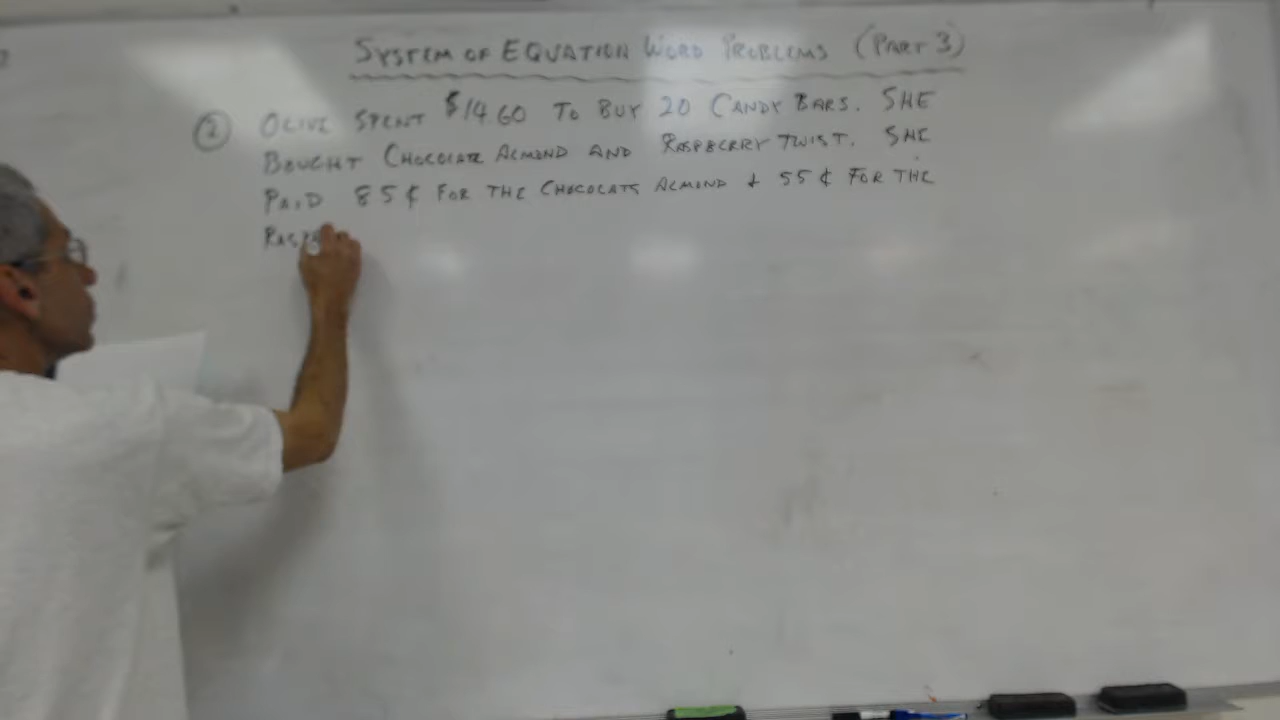 SYSTEM OF EQUATION WORD PROBLEMS (PART 3)
② OLIVE SPENT $14.60 TO BUY 20 CANDY BARS. SHE
BOUGHT CHOCOLATE ALMOND AND RASPBERRY TWIST. SHE
PAID 85¢ FOR THE CHOCOLATE ALMOND + 55¢ FOR THE